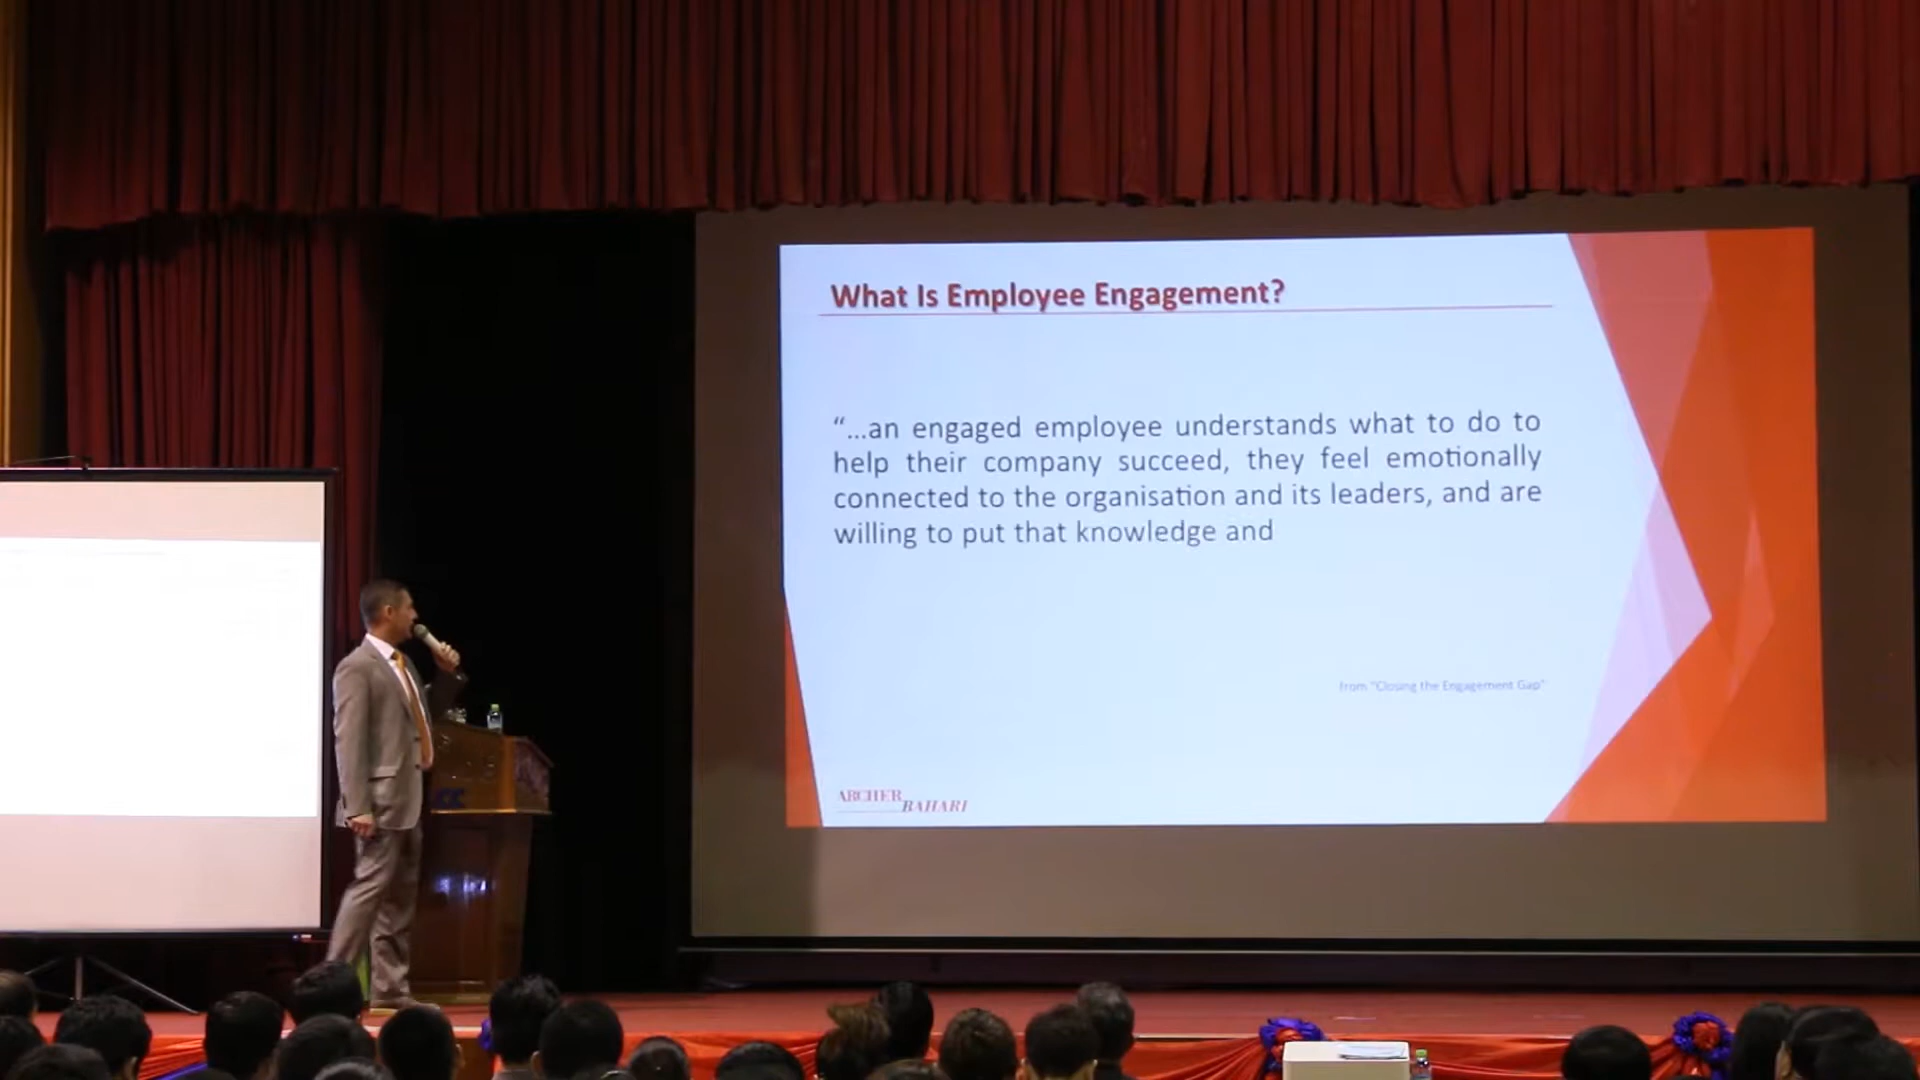 What Is Employee Engagement?
“...an engaged employee understands what to do to
help their company succeed, they feel emotionally
connected to the organisation and its leaders, and are
willing to put that knowledge and
from "Closing the Engagement Gap"
ARCHER
BAHARI
CC